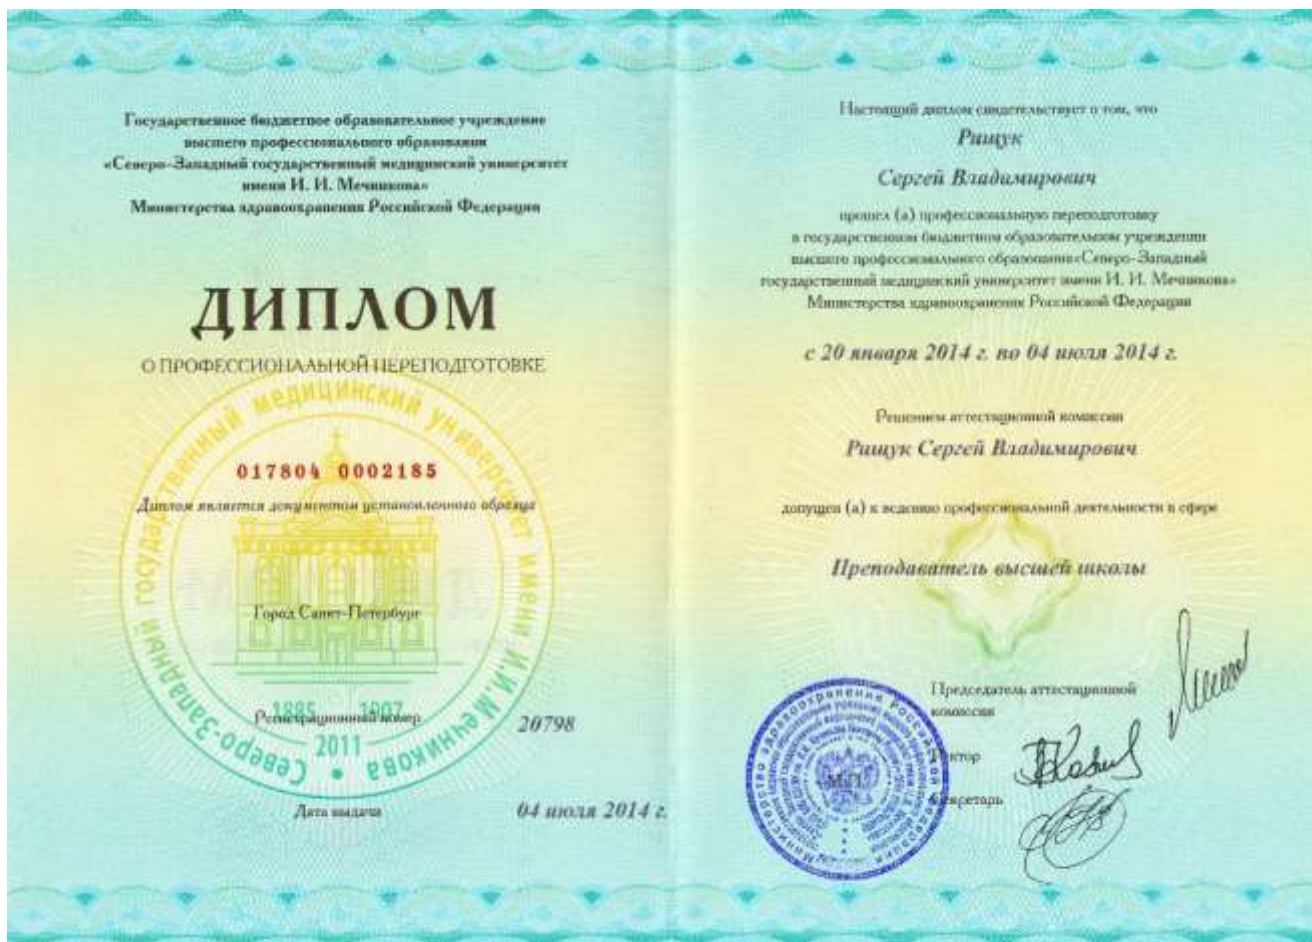 Государственное бюджетное образовательное учреждение
высшего профессионального образования
«Северо-Западный государственный медицинский университет
имени И. И. Мечникова»
Министерства здравоохранения Российской Федерации
ДИПЛОМ
О ПРОФЕССИОНАЛЬНОЙ ПЕРЕПОДГОТОВКЕ
Северо-Западный государственный медицинский университет имени И.И.Мечникова
017804 0002185
Диплом является документом установленного образца
Город Санкт-Петербург
1885 1907
2011
Регистрационный номер 20798
Дата выдачи 04 июля 2014 г.
Настоящий диплом свидетельствует о том, что
Рищук
Сергей Владимирович
прошел (а) профессиональную переподготовку
в государственном бюджетном образовательном учреждении
высшего профессионального образования «Северо-Западный
государственный медицинский университет имени И. И. Мечникова»
Министерства здравоохранения Российской Федерации
с 20 января 2014 г. по 04 июля 2014 г.
Решением аттестационной комиссии
Рищук Сергей Владимирович
допущен (а) к ведению профессиональной деятельности в сфере
Преподаватель высшей школы
Председатель аттестационной
комиссии
Ректор
Секретарь
М.П.
Министерство здравоохранения Российской Федерации